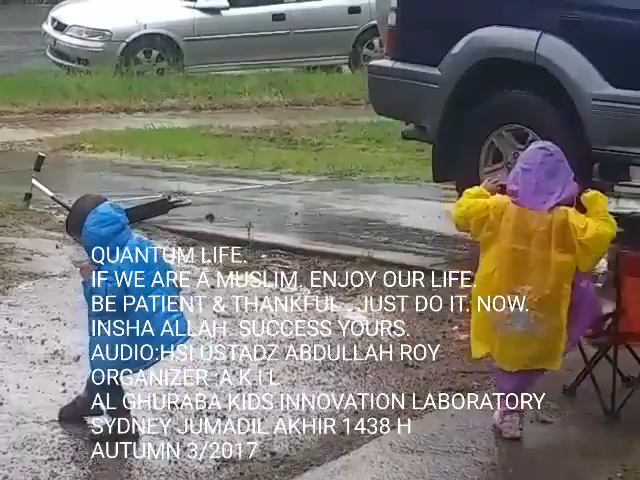 QUANTUM LIFE.
IF WE ARE A MUSLIM. ENJOY OUR LIFE.
BE PATIENT & THANKFUL. JUST DO IT. NOW.
INSHA ALLAH. SUCCESS YOURS.
AUDIO:HSI USTADZ ABDULLAH ROY
ORGANIZER :A K I L
AL GHURABA KIDS INNOVATION LABORATORY
SYDNEY JUMADIL AKHIR 1438 H
AUTUMN 3/2017